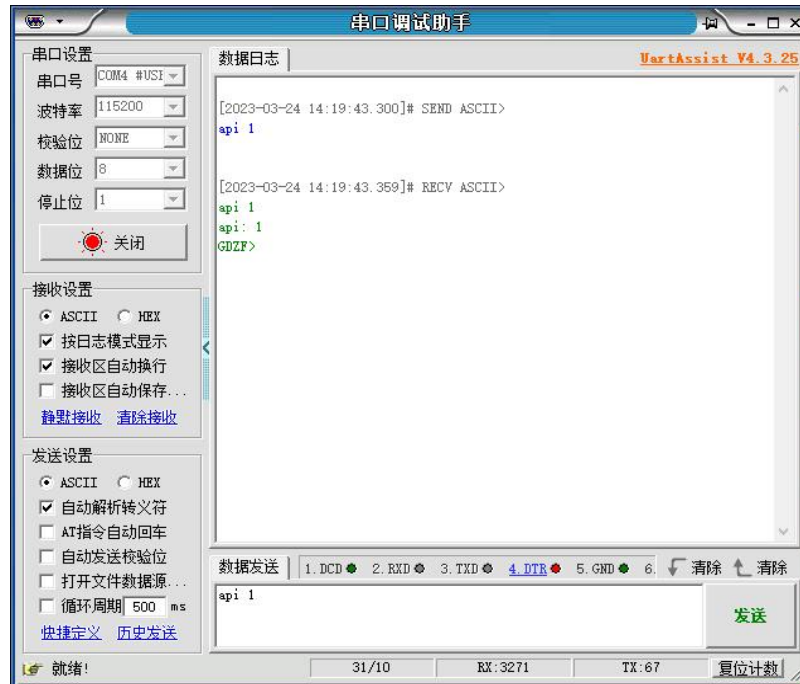 串口调试助手
串口设置
串口号 COM4 #USI
波特率 115200
校验位 NONE
数据位 8
停止位 1
关闭
接收设置
ASCII HEX
按日志模式显示
接收区自动换行
接收区自动保存...
静默接收 清除接收
发送设置
ASCII HEX
自动解析转义符
AT指令自动回车
自动发送校验位
打开文件数据源...
循环周期 500 ms
快捷定义 历史发送
数据日志 UartAssist V4.3.25
[2023-03-24 14:19:43.300]# SEND ASCII>
api 1
[2023-03-24 14:19:43.359]# RECV ASCII>
api 1
api: 1
GDZF>
数据发送 1.DCD 2.RXD 3.TXD 4.DTR 5.GND 6. 清除 清除
api 1
发送
就绪! 31/10 RX:3271 TX:67 复位计数